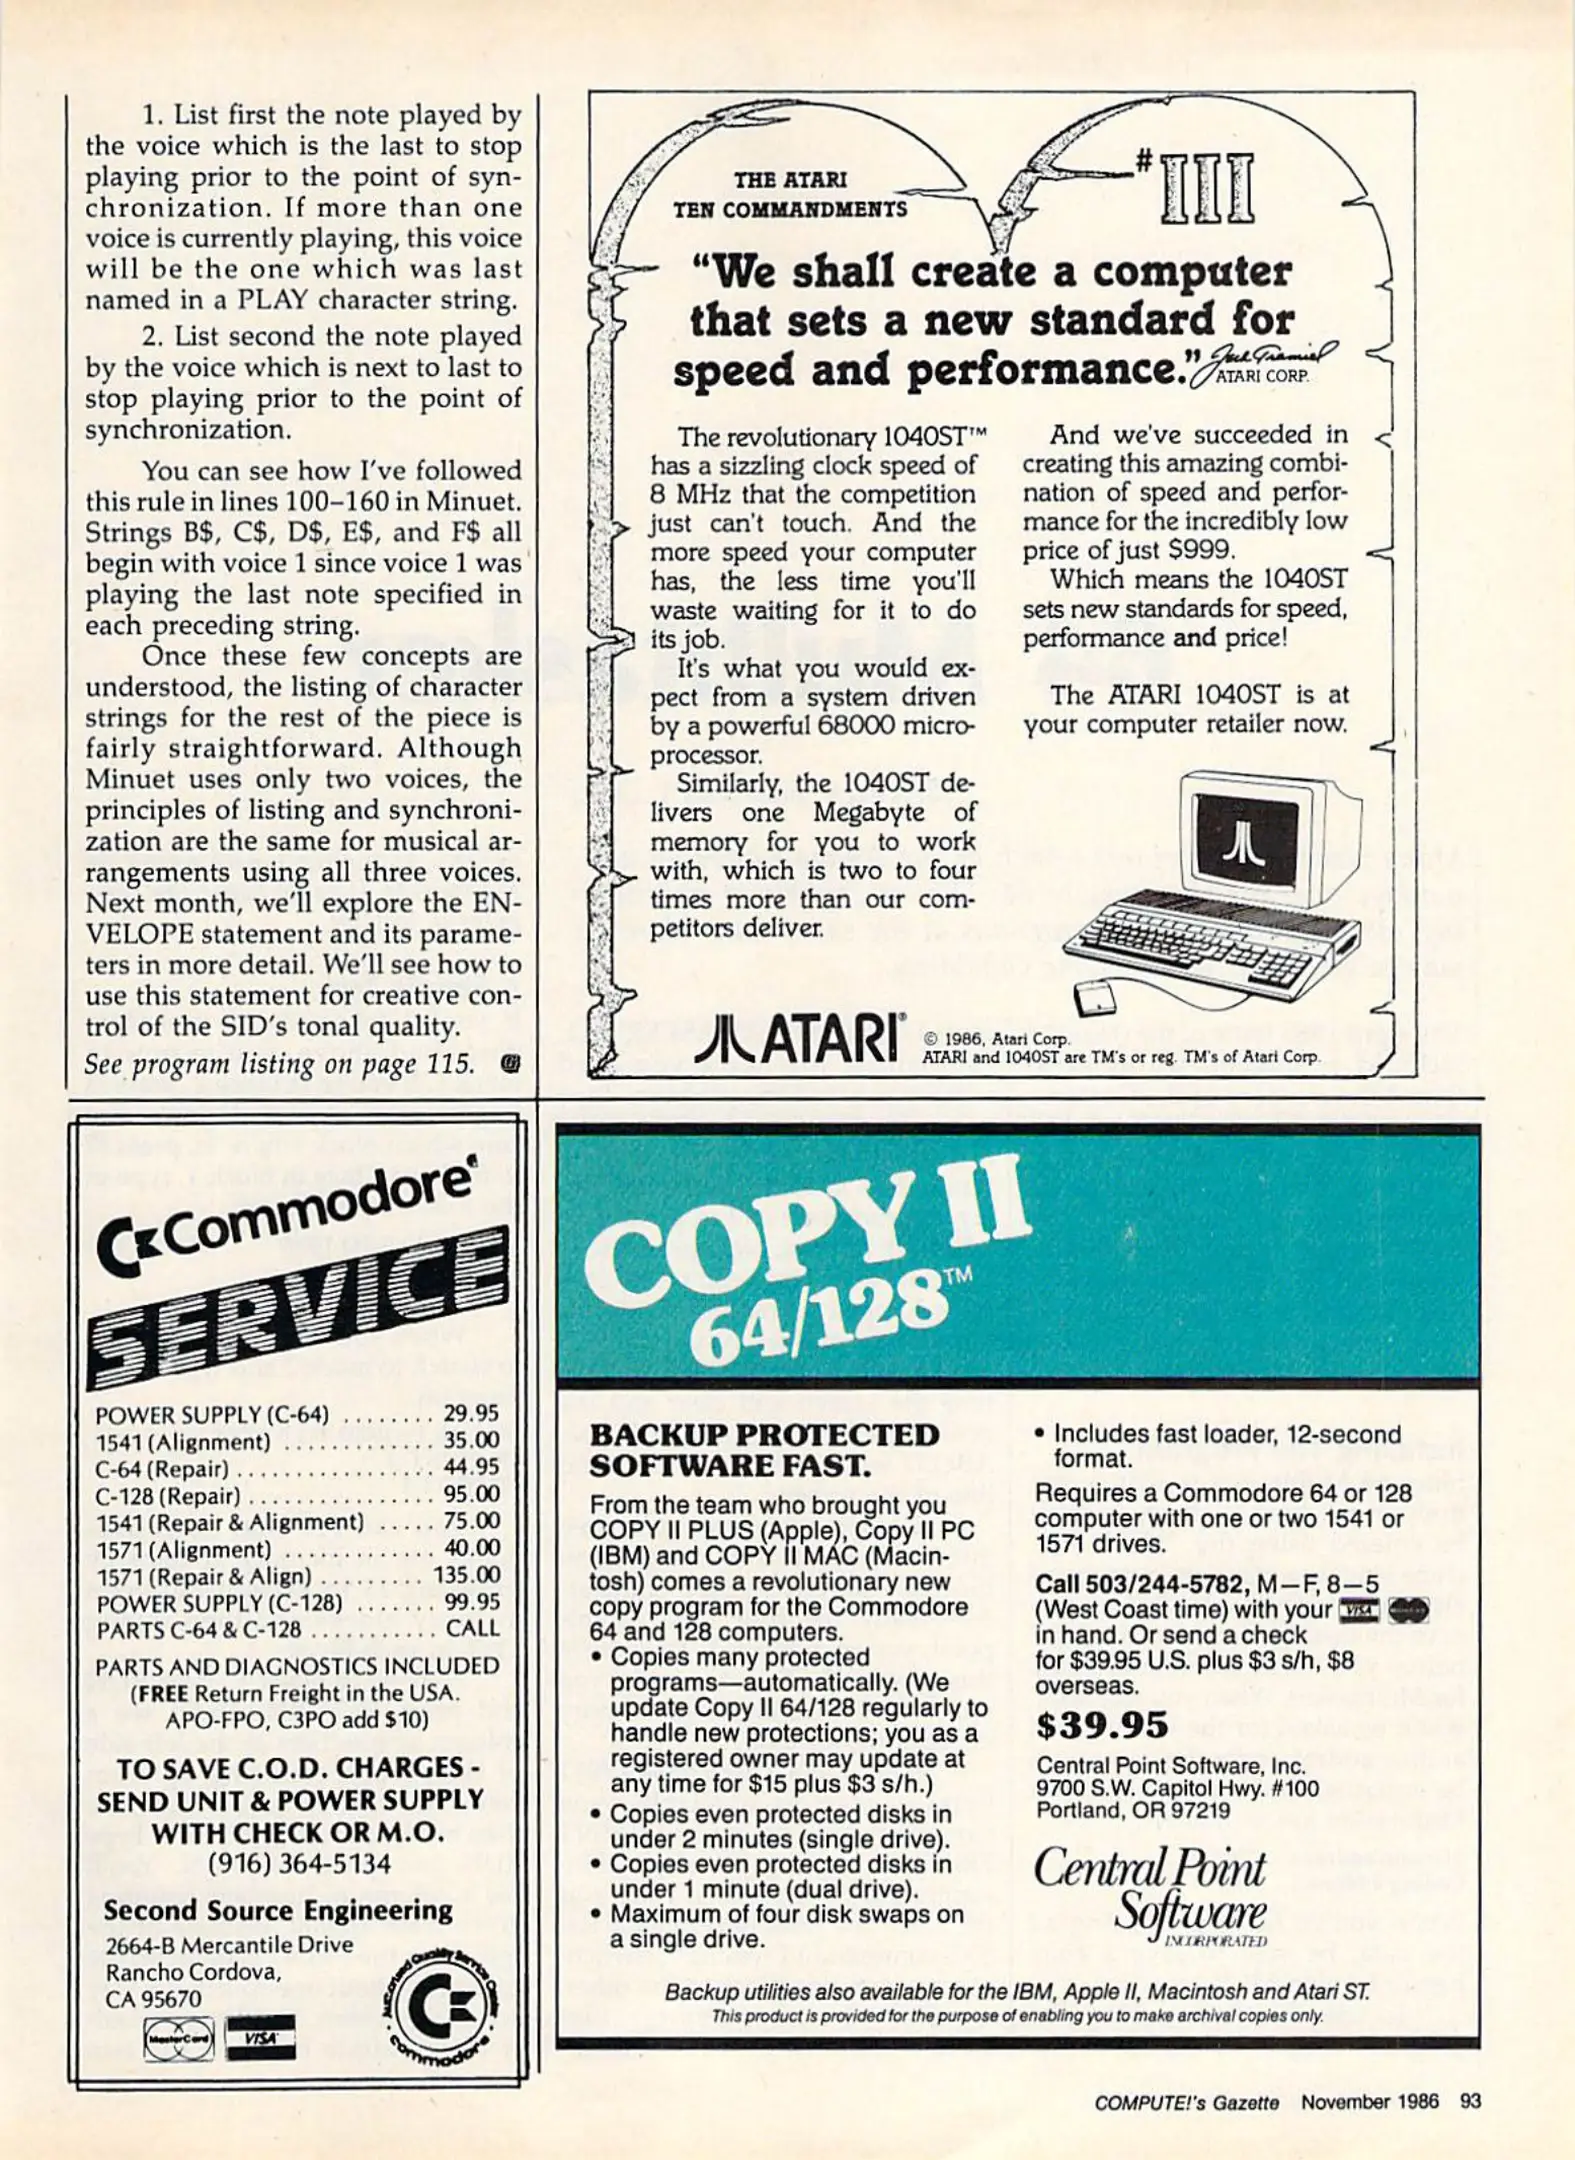 1. List first the note played by
the voice which is the last to stop
playing prior to the point of syn-
chronization. If more than one
voice is currently playing, this voice
will be the one which was last
named in a PLAY character string.
2. List second the note played
by the voice which is next to last to
stop playing prior to the point of
synchronization.
You can see how I've followed
this rule in lines 100–160 in Minuet.
Strings B$, C$, D$, E$, and F$ all
begin with voice 1 since voice 1 was
playing the last note specified in
each preceding string.
Once these few concepts are
understood, the listing of character
strings for the rest of the piece is
fairly straightforward. Although
Minuet uses only two voices, the
principles of listing and synchroni-
zation are the same for musical ar-
rangements using all three voices.
Next month, we'll explore the EN-
VELOPE statement and its parame-
ters in more detail. We'll see how to
use this statement for creative con-
trol of the SID's tonal quality.
See program listing on page 115. G
THE ATARI
TEN COMMANDMENTS
#III
“We shall create a computer
that sets a new standard for
speed and performance.” Jack Tramiel
ATARI CORP.
The revolutionary 1040ST™
has a sizzling clock speed of
8 MHz that the competition
just can't touch. And the
more speed your computer
has, the less time you'll
waste waiting for it to do
its job.
It's what you would ex-
pect from a system driven
by a powerful 68000 micro-
processor.
Similarly, the 1040ST de-
livers one Megabyte of
memory for you to work
with, which is two to four
times more than our com-
petitors deliver.
And we've succeeded in
creating this amazing combi-
nation of speed and perfor-
mance for the incredibly low
price of just $999.
Which means the 1040ST
sets new standards for speed,
performance and price!
The ATARI 1040ST is at
your computer retailer now.
ATARI®
© 1986, Atari Corp.
ATARI and 1040ST are TM's or reg. TM's of Atari Corp.
Commodore
SERVICE
POWER SUPPLY (C-64) ........ 29.95
1541 (Alignment) ............. 35.00
C-64 (Repair) ................. 44.95
C-128 (Repair) ................ 95.00
1541 (Repair & Alignment) ..... 75.00
1571 (Alignment) ............. 40.00
1571 (Repair & Align) ......... 135.00
POWER SUPPLY (C-128) ....... 99.95
PARTS C-64 & C-128 ........... CALL
PARTS AND DIAGNOSTICS INCLUDED
(FREE Return Freight in the USA.
APO-FPO, C3PO add $10)
TO SAVE C.O.D. CHARGES -
SEND UNIT & POWER SUPPLY
WITH CHECK OR M.O.
(916) 364-5134
Second Source Engineering
2664-B Mercantile Drive
Rancho Cordova,
CA 95670
MasterCard VISA
Authorized Quality Service Center
commodore
COPY II
64/128™
BACKUP PROTECTED
SOFTWARE FAST.
From the team who brought you
COPY II PLUS (Apple), Copy II PC
(IBM) and COPY II MAC (Macin-
tosh) comes a revolutionary new
copy program for the Commodore
64 and 128 computers.
• Copies many protected
programs—automatically. (We
update Copy II 64/128 regularly to
handle new protections; you as a
registered owner may update at
any time for $15 plus $3 s/h.)
• Copies even protected disks in
under 2 minutes (single drive).
• Copies even protected disks in
under 1 minute (dual drive).
• Maximum of four disk swaps on
a single drive.
• Includes fast loader, 12-second
format.
Requires a Commodore 64 or 128
computer with one or two 1541 or
1571 drives.
Call 503/244-5782, M—F, 8—5
(West Coast time) with your VISA
in hand. Or send a check
for $39.95 U.S. plus $3 s/h, $8
overseas.
$39.95
Central Point Software, Inc.
9700 S.W. Capitol Hwy. #100
Portland, OR 97219
Central Point
Software
INCORPORATED
Backup utilities also available for the IBM, Apple II, Macintosh and Atari ST.
This product is provided for the purpose of enabling you to make archival copies only.
COMPUTE!'s Gazette November 1986 93